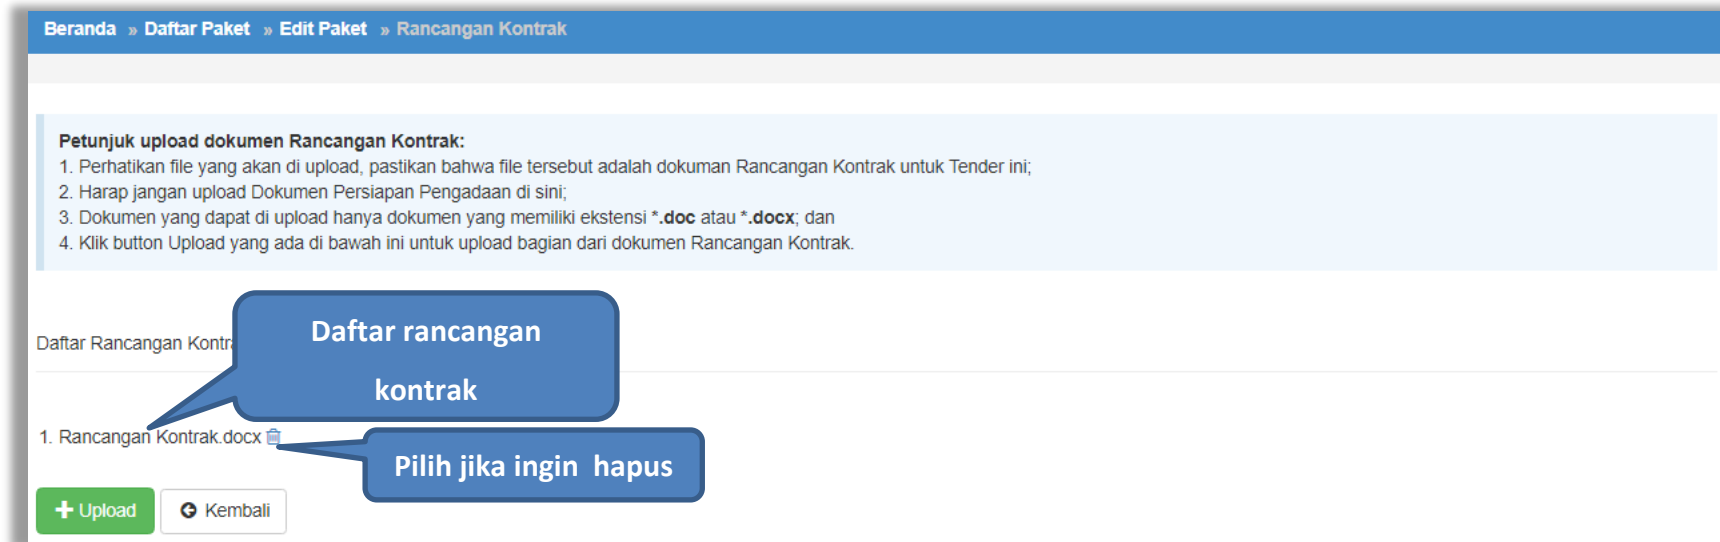 Beranda » Daftar Paket » Edit Paket » Rancangan Kontrak
Petunjuk upload dokumen Rancangan Kontrak:
1. Perhatikan file yang akan di upload, pastikan bahwa file tersebut adalah dokuman Rancangan Kontrak untuk Tender ini;
2. Harap jangan upload Dokumen Persiapan Pengadaan di sini;
3. Dokumen yang dapat di upload hanya dokumen yang memiliki ekstensi *.doc atau *.docx; dan
4. Klik button Upload yang ada di bawah ini untuk upload bagian dari dokumen Rancangan Kontrak.
Daftar rancangan
kontrak
Daftar Rancangan Kontr
1. Rancangan Kontrak.docx
Pilih jika ingin hapus
Upload Kembali